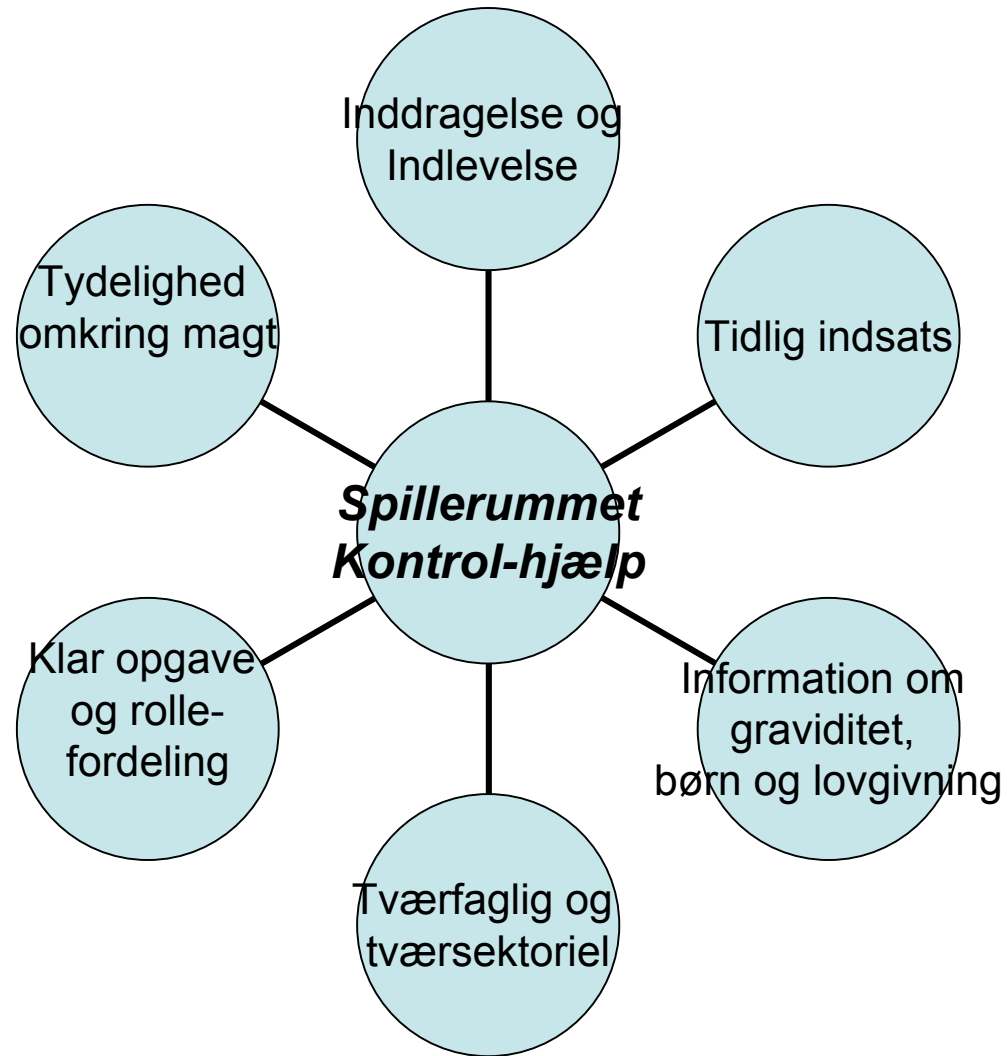 Inddragelse og
Indlevelse
Tydelighed
omkring magt
Tidlig indsats
Spillerummet
Kontrol-hjælp
Klar opgave
og rolle-
fordeling
Information om
graviditet,
børn og lovgivning
Tværfaglig og
tværsektoriel